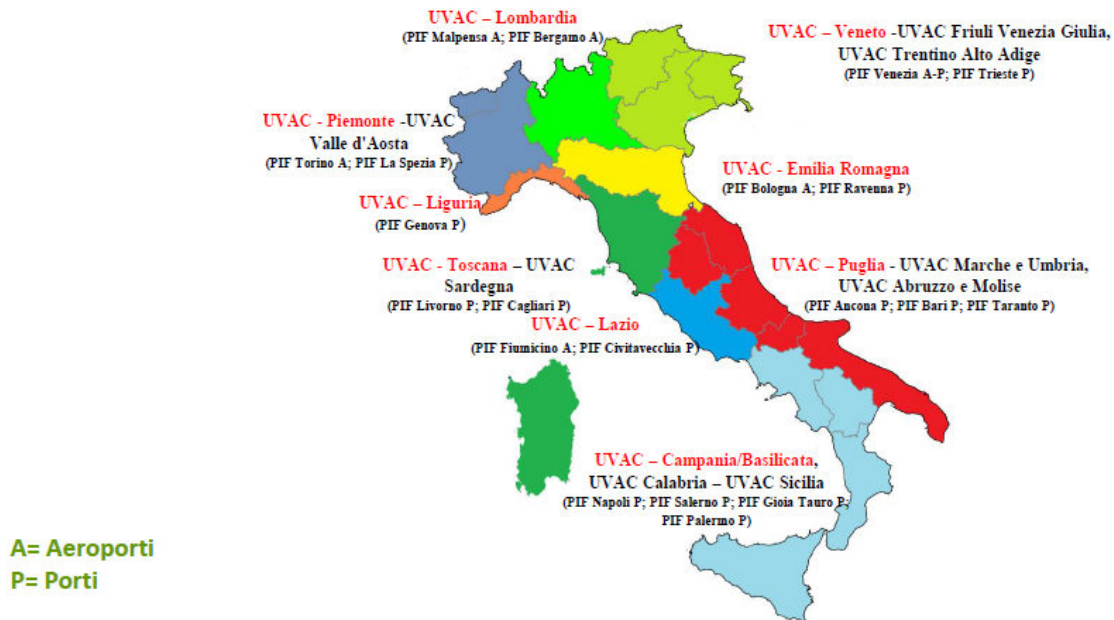 UVAC – Lombardia
(PIF Malpensa A; PIF Bergamo A)
UVAC – Veneto -UVAC Friuli Venezia Giulia,
UVAC Trentino Alto Adige
(PIF Venezia A-P; PIF Trieste P)
UVAC - Piemonte -UVAC
Valle d'Aosta
(PIF Torino A; PIF La Spezia P)
UVAC - Emilia Romagna
(PIF Bologna A; PIF Ravenna P)
UVAC – Liguria
(PIF Genova P)
UVAC - Toscana – UVAC
Sardegna
(PIF Livorno P; PIF Cagliari P)
UVAC – Puglia - UVAC Marche e Umbria,
UVAC Abruzzo e Molise
(PIF Ancona P; PIF Bari P; PIF Taranto P)
UVAC – Lazio
(PIF Fiumicino A; PIF Civitavecchia P)
UVAC – Campania/Basilicata,
UVAC Calabria – UVAC Sicilia
(PIF Napoli P; PIF Salerno P; PIF Gioia Tauro P;
PIF Palermo P)
A= Aeroporti
P= Porti